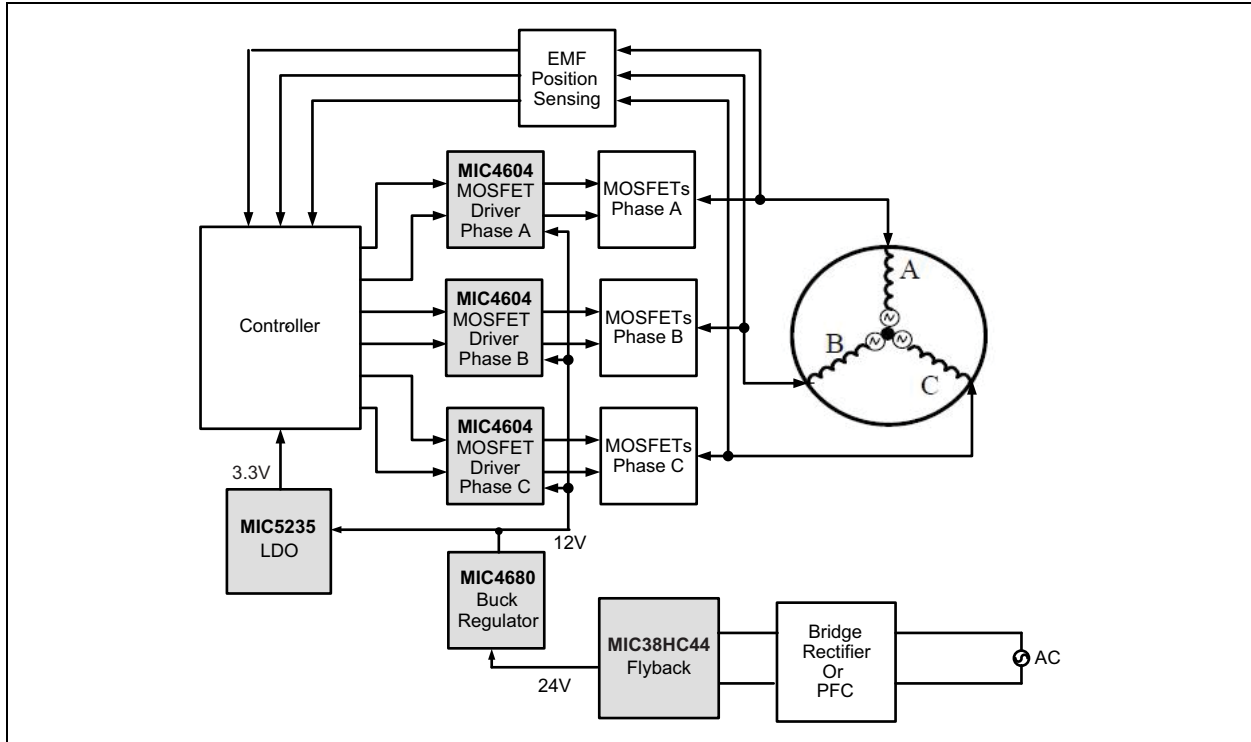 EMF
Position
Sensing
MIC4604
MOSFET
Driver
Phase A
MOSFETs
Phase A
A
Controller
MIC4604
MOSFET
Driver
Phase B
MOSFETs
Phase B
B
C
MIC4604
MOSFET
Driver
Phase C
MOSFETs
Phase C
3.3V
MIC5235
LDO
12V
MIC4680
Buck
Regulator
24V
MIC38HC44
Flyback
Bridge
Rectifier
Or
PFC
AC